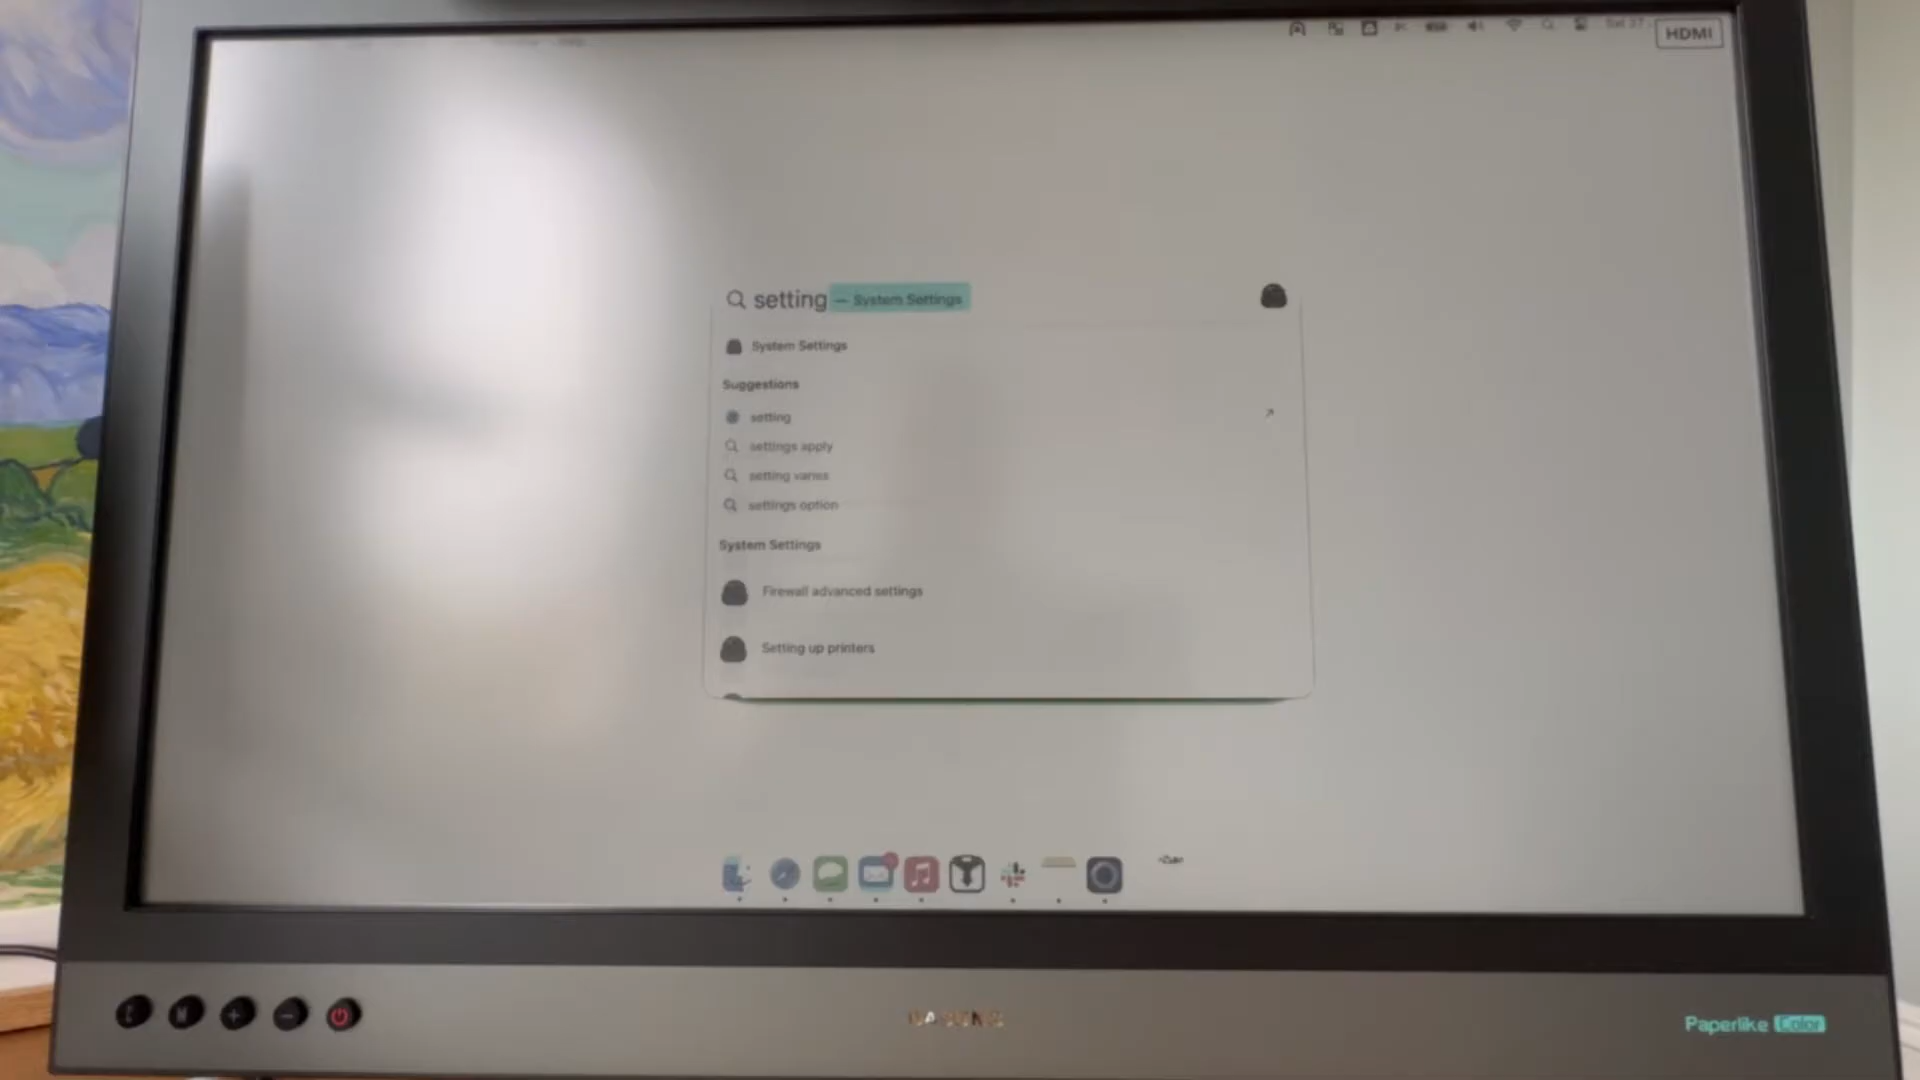 HDMI
setting — System Settings
System Settings
Suggestions
setting
settings apply
setting varies
settings option
System Settings
Firewall advanced settings
Setting up printers
DASUNG
Paperlike Color